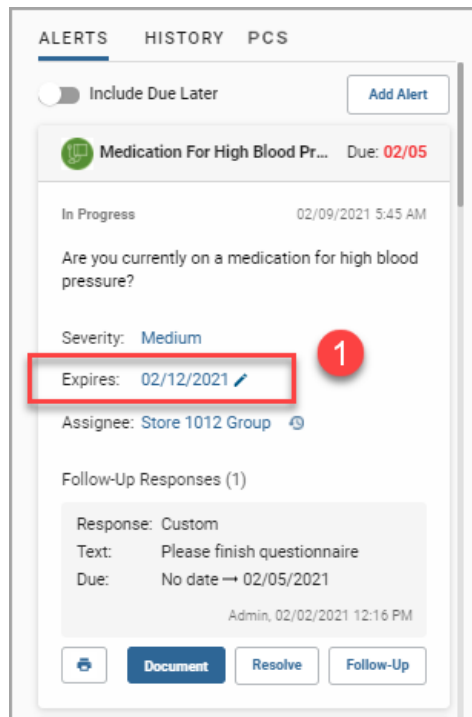 ALERTS HISTORY PCS
Include Due Later Add Alert
Medication For High Blood Pr... Due: 02/05
In Progress 02/09/2021 5:45 AM
Are you currently on a medication for high blood
pressure?
Severity: Medium
1
Expires: 02/12/2021
Assignee: Store 1012 Group
Follow-Up Responses (1)
Response: Custom
Text: Please finish questionnaire
Due: No date → 02/05/2021
Admin, 02/02/2021 12:16 PM
Document Resolve Follow-Up